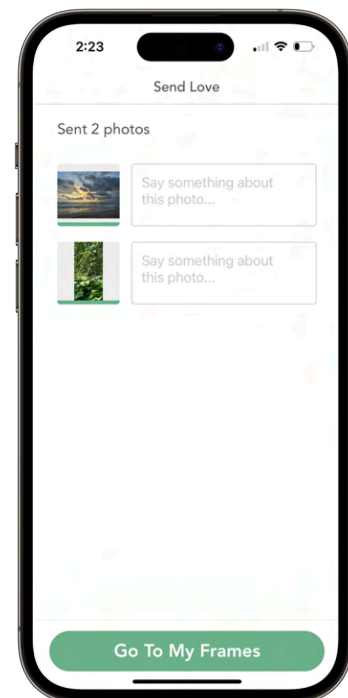 2:23
Send Love
Sent 2 photos
Say something about
this photo...
Say something about
this photo...
Go To My Frames